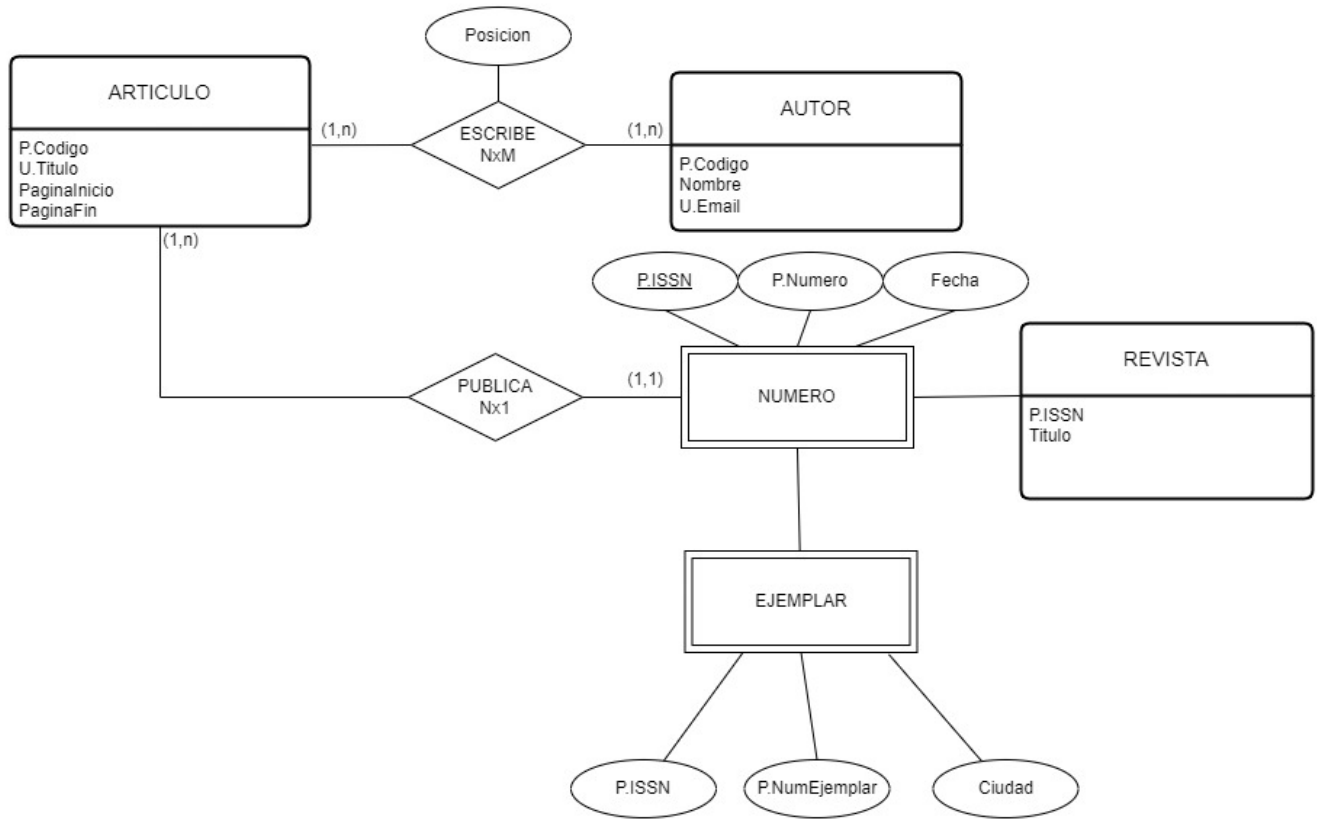 Posicion
ARTICULO
P.Codigo
U.Titulo
PaginaInicio
PaginaFin
(1,n)
ESCRIBE
NxM
(1,n)
AUTOR
P.Codigo
Nombre
U.Email
(1,n)
P.ISSN
P.Numero
Fecha
PUBLICA
Nx1
(1,1)
NUMERO
REVISTA
P.ISSN
Titulo
EJEMPLAR
P.ISSN
P.NumEjemplar
Ciudad